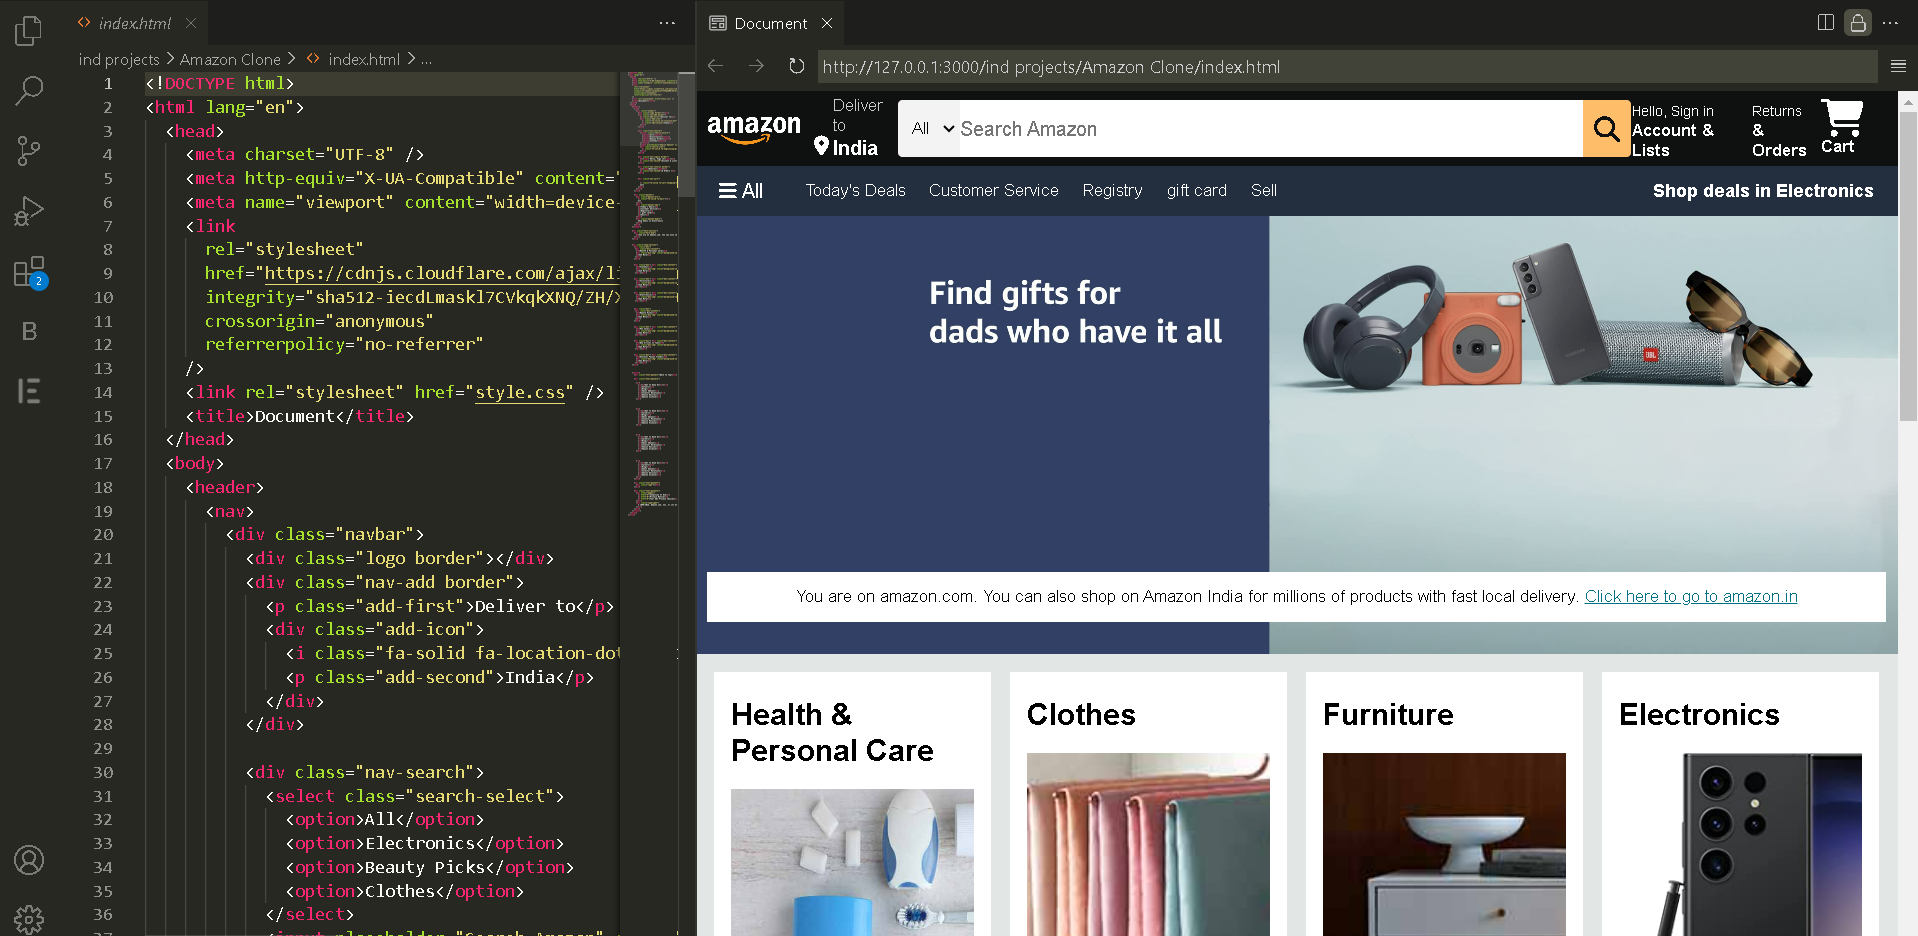 index.html
Document
ind projects > Amazon Clone > index.html > ...
http://127.0.0.1:3000/ind projects/Amazon Clone/index.html
1 <!DOCTYPE html>
2 <html lang="en">
3 <head>
4 <meta charset="UTF-8" />
5 <meta http-equiv="X-UA-Compatible" content="
6 <meta name="viewport" content="width=device-
7 <link
8 rel="stylesheet"
9 href="https://cdnjs.cloudflare.com/ajax/li
10 integrity="sha512-iecdLmaskl7CVkqkXNQ/ZH/X
11 crossorigin="anonymous"
12 referrerpolicy="no-referrer"
13 />
14 <link rel="stylesheet" href="style.css" />
15 <title>Document</title>
16 </head>
17 <body>
18 <header>
19 <nav>
20 <div class="navbar">
21 <div class="logo border"></div>
22 <div class="nav-add border">
23 <p class="add-first">Deliver to</p>
24 <div class="add-icon">
25 <i class="fa-solid fa-location-dot
26 <p class="add-second">India</p>
27 </div>
28 </div>
29
30 <div class="nav-search">
31 <select class="search-select">
32 <option>All</option>
33 <option>Electronics</option>
34 <option>Beauty Picks</option>
35 <option>Clothes</option>
36 </select>
37 <input placeholder="Search Amazon"
2
B
amazon
Deliver
to
India
All
Search Amazon
Hello, Sign in
Account &
Lists
Returns
&
Orders
Cart
All
Today's Deals
Customer Service
Registry
gift card
Sell
Shop deals in Electronics
Find gifts for
dads who have it all
SAMSUNG
JBL
You are on amazon.com. You can also shop on Amazon India for millions of products with fast local delivery. Click here to go to amazon.in
Health &
Personal Care
Clothes
Furniture
Electronics